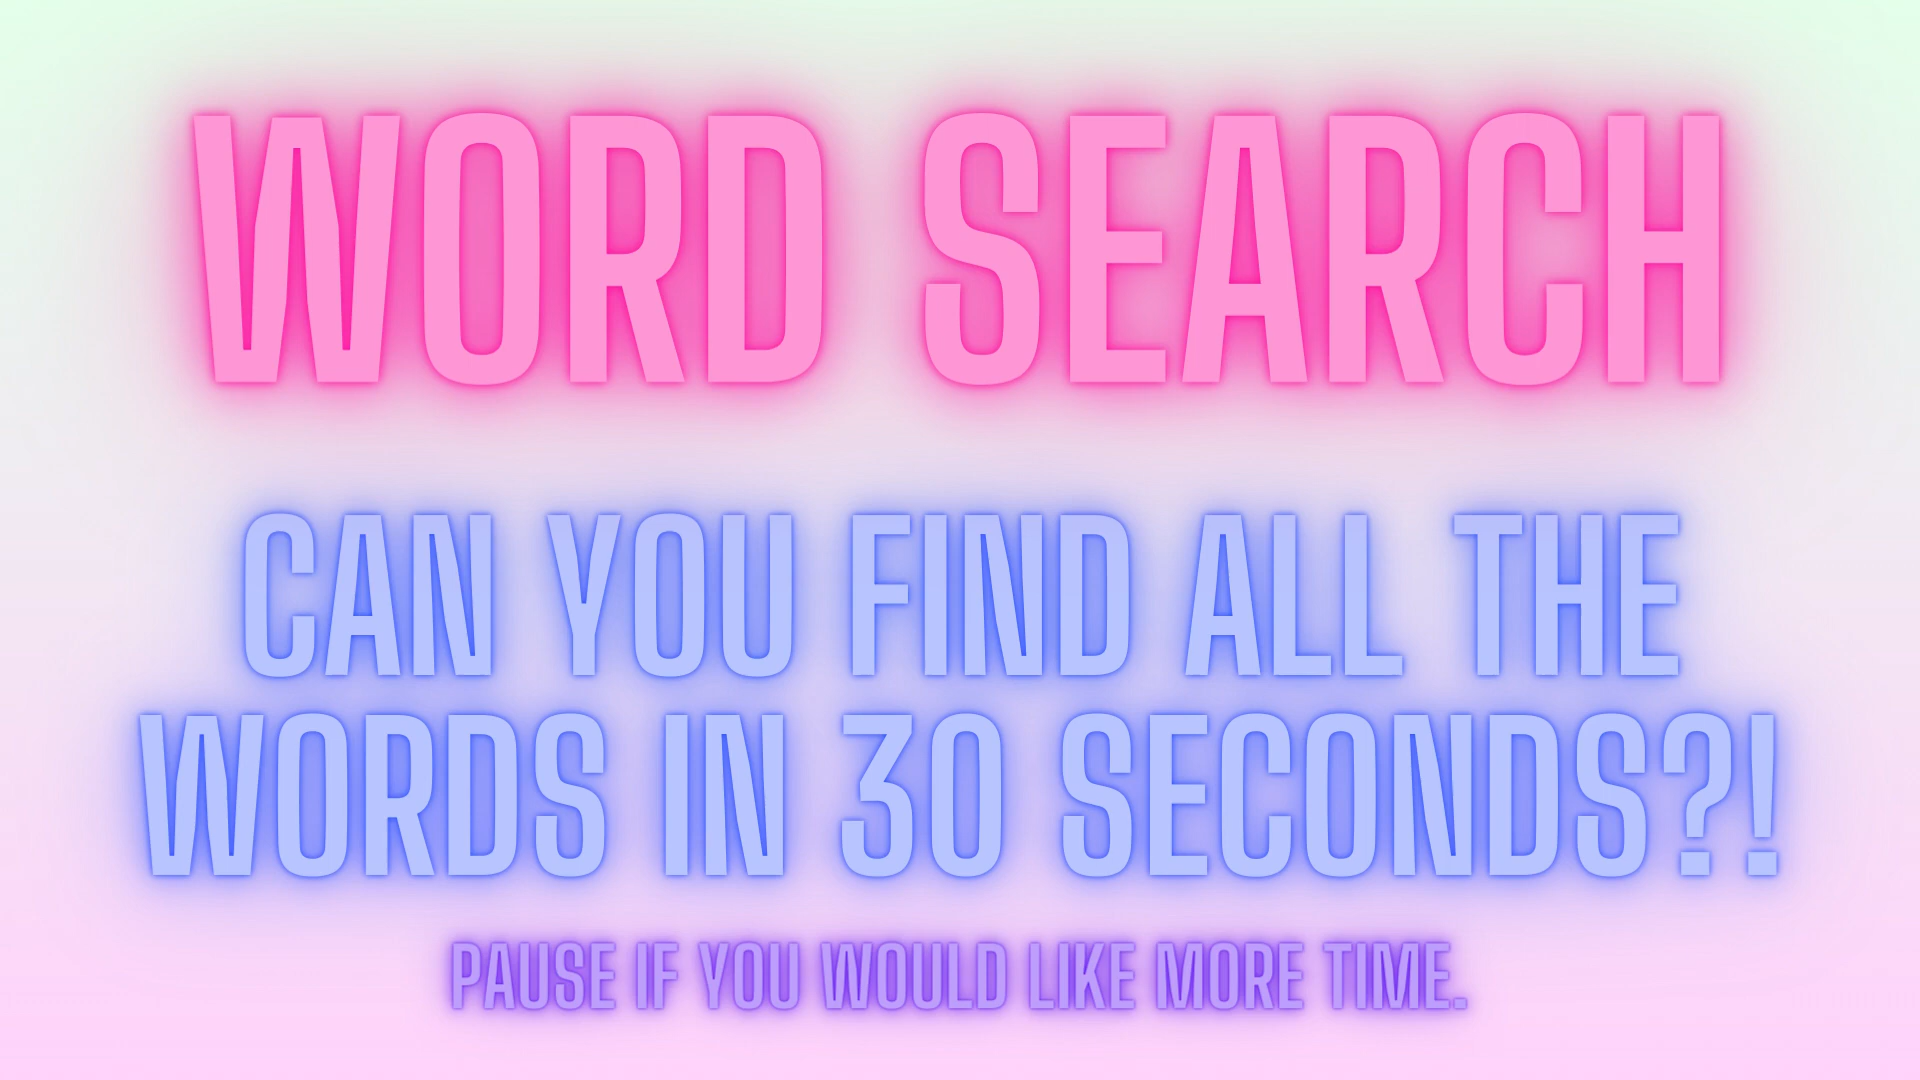 WORD SEARCH
CAN YOU FIND ALL THE
WORDS IN 30 SECONDS?!
PAUSE IF YOU WOULD LIKE MORE TIME.